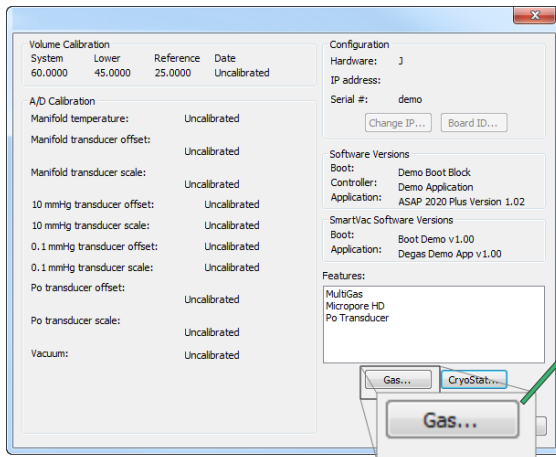 Volume Calibration
System Lower Reference Date
60.0000 45.0000 25.0000 Uncalibrated
A/D Calibration
Manifold temperature: Uncalibrated
Manifold transducer offset:
Uncalibrated
Manifold transducer scale:
Uncalibrated
10 mmHg transducer offset: Uncalibrated
10 mmHg transducer scale: Uncalibrated
0.1 mmHg transducer offset: Uncalibrated
0.1 mmHg transducer scale: Uncalibrated
Po transducer offset:
Uncalibrated
Po transducer scale:
Uncalibrated
Vacuum: Uncalibrated
Configuration
Hardware: J
IP address:
Serial #: demo
Change IP... Board ID...
Software Versions
Boot: Demo Boot Block
Controller: Demo Application
Application: ASAP 2020 Plus Version 1.02
SmartVac Software Versions
Boot: Boot Demo v1.00
Application: Degas Demo App v1.00
Features:
MultiGas
Micropore HD
Po Transducer
Gas... CryoStat...
Gas...